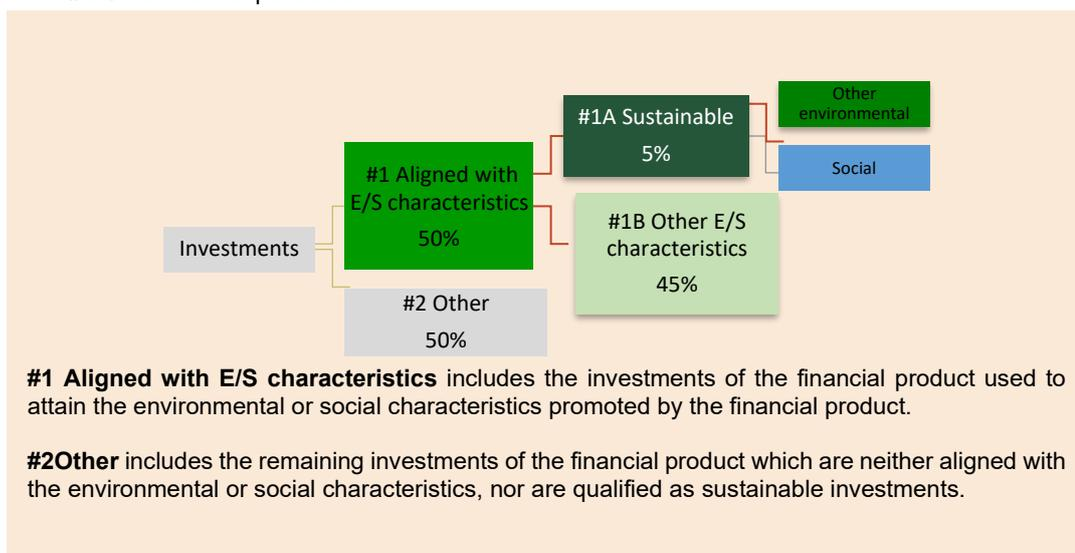 Investments
#1 Aligned with
E/S characteristics
50%
#2 Other
50%
#1A Sustainable
5%
#1B Other E/S
characteristics
45%
Other
environmental
Social
#1 Aligned with E/S characteristics includes the investments of the financial product used to
attain the environmental or social characteristics promoted by the financial product.
#2Other includes the remaining investments of the financial product which are neither aligned with
the environmental or social characteristics, nor are qualified as sustainable investments.